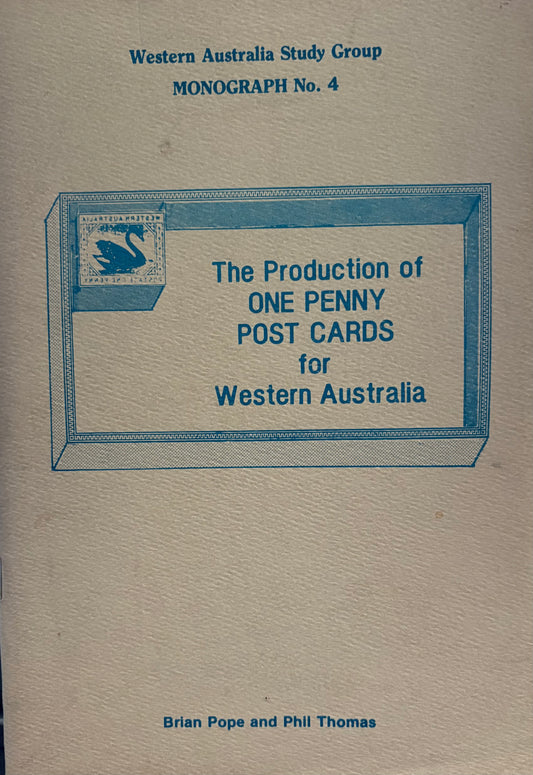 Western Australia Study Group
MONOGRAPH No. 4
WESTERN AUSTRALIA
POSTAGE ONE PENNY
The Production of
ONE PENNY
POST CARDS
for
Western Australia
Brian Pope and Phil Thomas